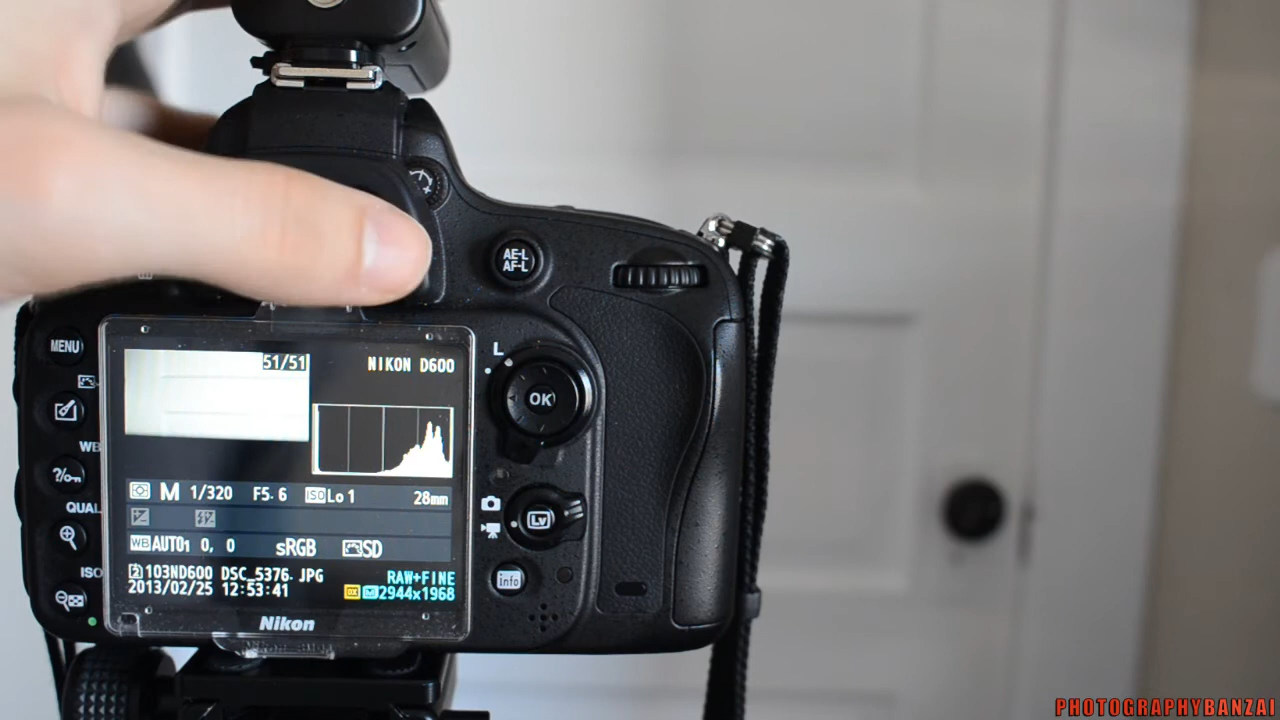 AE-L
AF-L
MENU
L
51/51
NIKON D600
OK
WB
?/
M 1/320 F5.6 ISO Lo 1 28mm
QUAL
Lv
WB AUTO1 0, 0 sRGB SD
ISO
info
2 103ND600 DSC_5376.JPG RAW+FINE
2013/02/25 12:53:41 DX M 2944x1968
Nikon
PHOTOGRAPHYBANZAI